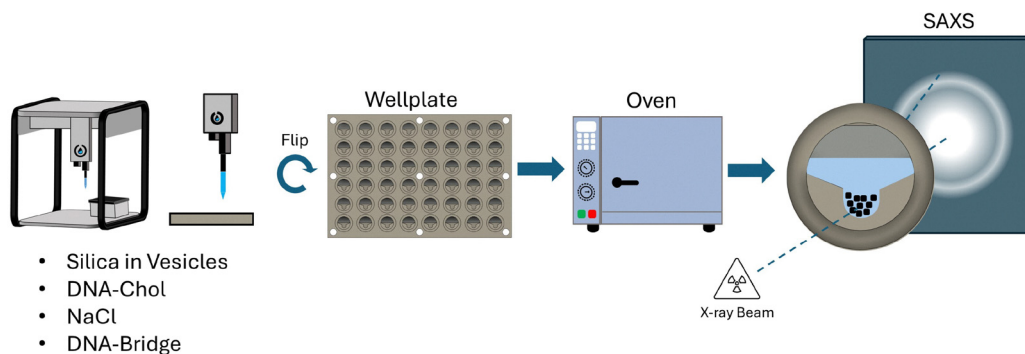 SAXS
Wellplate
Oven
Flip
• Silica in Vesicles
• DNA-Chol
• NaCl
• DNA-Bridge
X-ray Beam